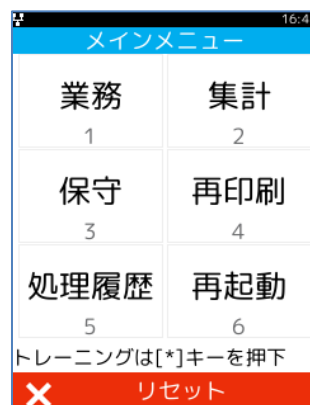 16:4
メインメニュー
業務 集計
1 2
保守 再印刷
3 4
処理履歴 再起動
5 6
トレーニングは[*]キーを押下
リセット